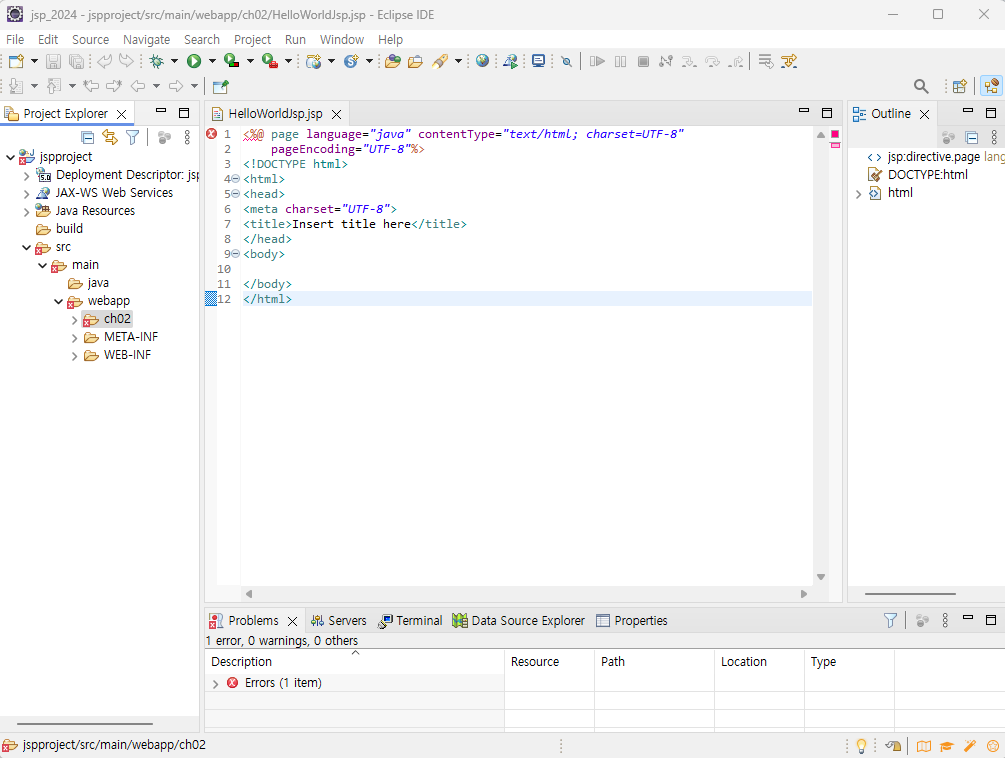 jsp_2024 - jspproject/src/main/webapp/ch02/HelloWorldJsp.jsp - Eclipse IDE
File Edit Source Navigate Search Project Run Window Help
Project Explorer
jspproject
Deployment Descriptor: jsp
JAX-WS Web Services
Java Resources
build
src
main
java
webapp
ch02
META-INF
WEB-INF
HelloWorldJsp.jsp
1 <%@ page language="java" contentType="text/html; charset=UTF-8"
2 pageEncoding="UTF-8"%>
3 <!DOCTYPE html>
4 <html>
5 <head>
6 <meta charset="UTF-8">
7 <title>Insert title here</title>
8 </head>
9 <body>
10
11 </body>
12 </html>
Outline
jsp:directive.page lang
DOCTYPE:html
html
Problems Servers Terminal Data Source Explorer Properties
1 error, 0 warnings, 0 others
Description Resource Path Location Type
Errors (1 item)
jspproject/src/main/webapp/ch02